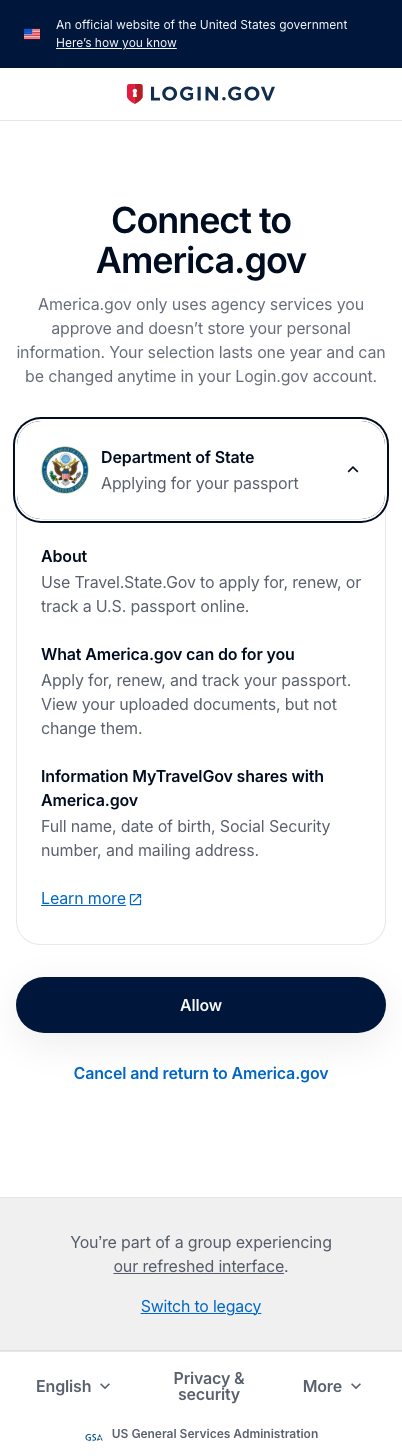 An official website of the United States government
Here's how you know
LOGIN.GOV
Connect to
America.gov
America.gov only uses agency services you
approve and doesn't store your personal
information. Your selection lasts one year and can
be changed anytime in your Login.gov account.
Department of State
Applying for your passport
About
Use Travel.State.Gov to apply for, renew, or
track a U.S. passport online.
What America.gov can do for you
Apply for, renew, and track your passport.
View your uploaded documents, but not
change them.
Information MyTravelGov shares with
America.gov
Full name, date of birth, Social Security
number, and mailing address.
Learn more
Allow
Cancel and return to America.gov
You're part of a group experiencing
our refreshed interface.
Switch to legacy
English
Privacy &
security
More
GSA US General Services Administration